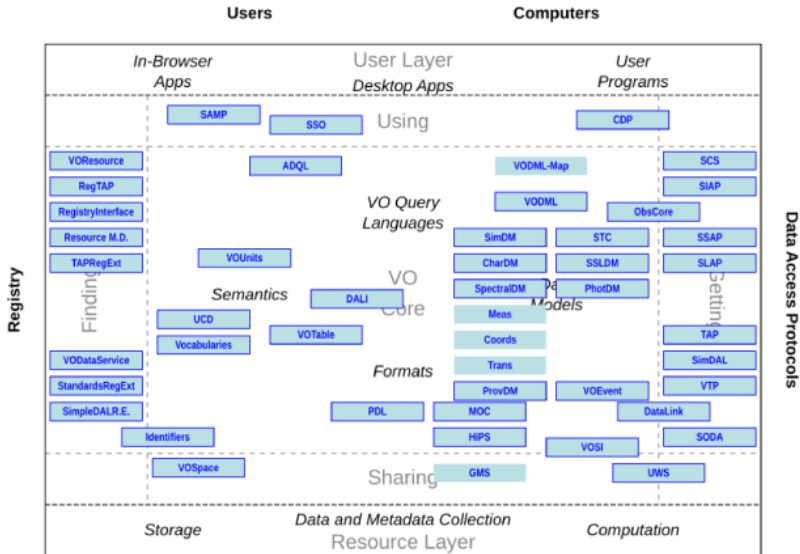 Users
Computers
In-Browser
Apps
User Layer
Desktop Apps
User
Programs
SAMP
SSO
Using
CDP
VOResource
ADQL
VODML-Map
SCS
RegTAP
SIAP
RegistryInterface
VO Query
Languages
VODML
ObsCore
Resource M.D.
SimDM
STC
SSAP
TAPRegExt
VOUnits
CharDM
SSLDM
SLAP
Registry
Finding
Semantics
VO
Core
DALI
SpectralDM
PhotDM
Models
Getting
Data Access Protocols
UCD
Meas
Vocabularies
VOTable
Coords
TAP
VODataService
Formats
Trans
SimDAL
StandardsRegExt
ProvDM
VOEvent
VTP
SimpleDALR.E.
PDL
MOC
DataLink
Identifiers
HiPS
VOSI
SODA
VOSpace
Sharing
GMS
UWS
Storage
Data and Metadata Collection
Computation
Resource Layer